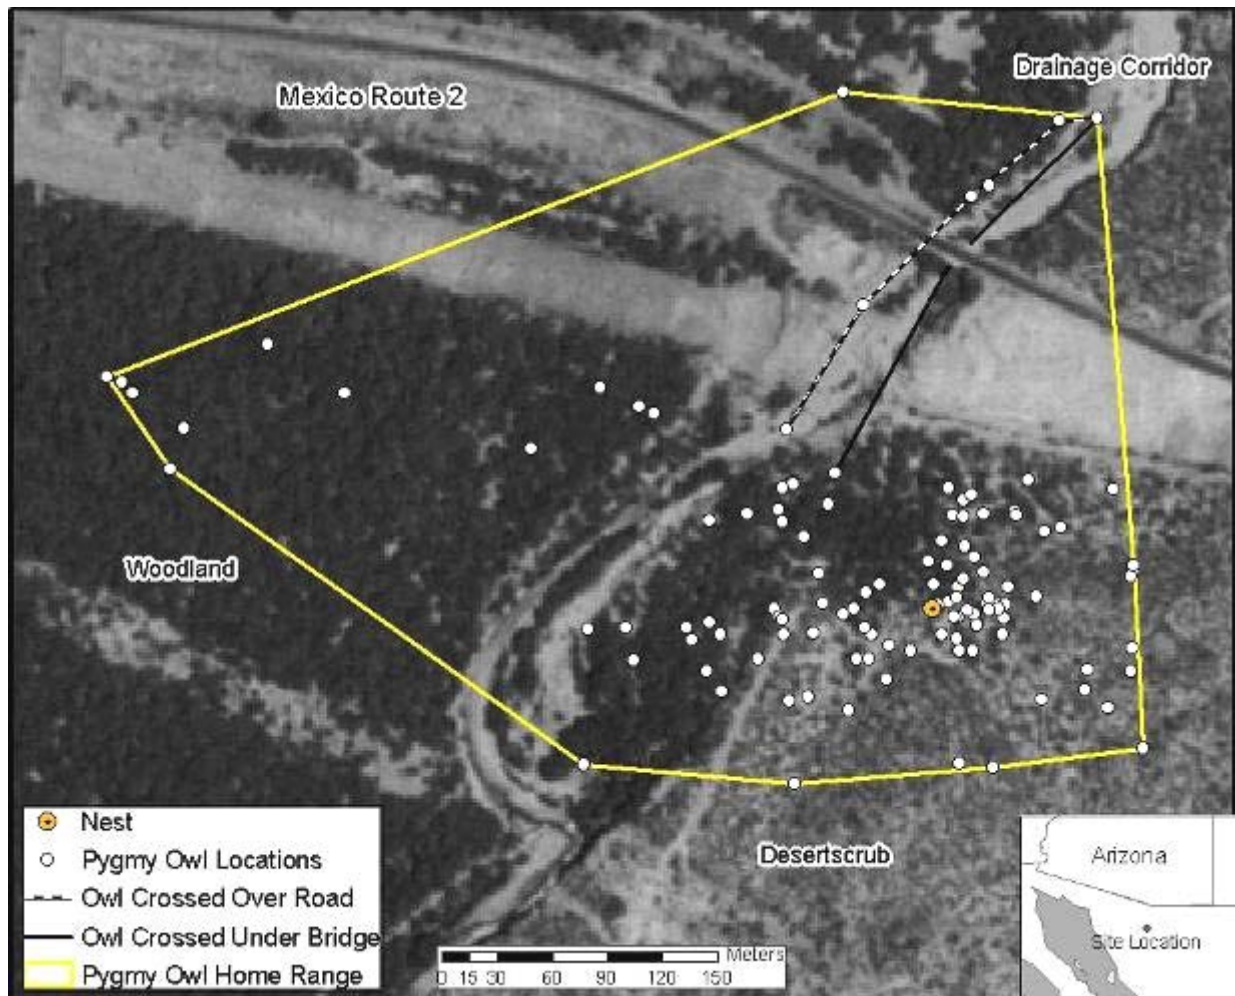 Drainage Corridor
Mexico Route 2
Woodland
Desertscrub
Nest
Pygmy Owl Locations
Owl Crossed Over Road
Owl Crossed Under Bridge
Pygmy Owl Home Range
Meters
0 15 30 60 90 120 150
Arizona
Site Location